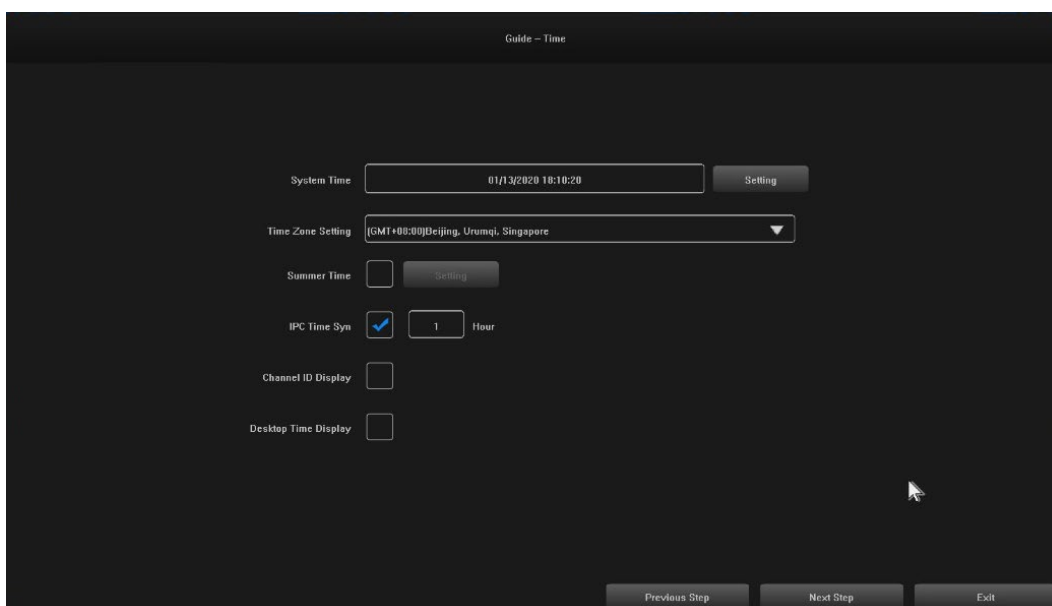 Guide – Time
System Time 01/13/2020 18:10:20 Setting
Time Zone Setting (GMT+08:00)Beijing, Urumqi, Singapore
Summer Time Setting
IPC Time Syn 1 Hour
Channel ID Display
Desktop Time Display
Previous Step Next Step Exit